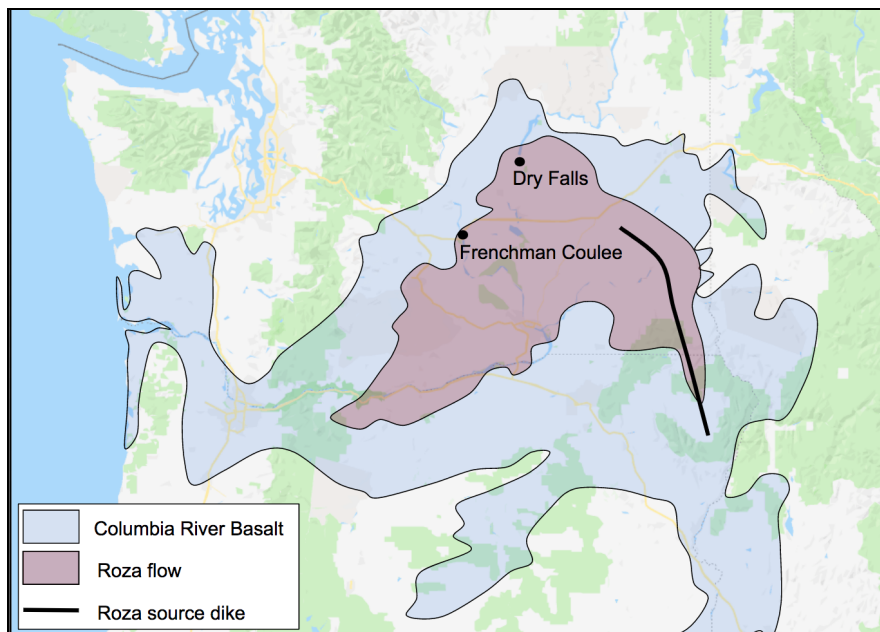 Dry Falls
Frenchman Coulee
Columbia River Basalt
Roza flow
Roza source dike